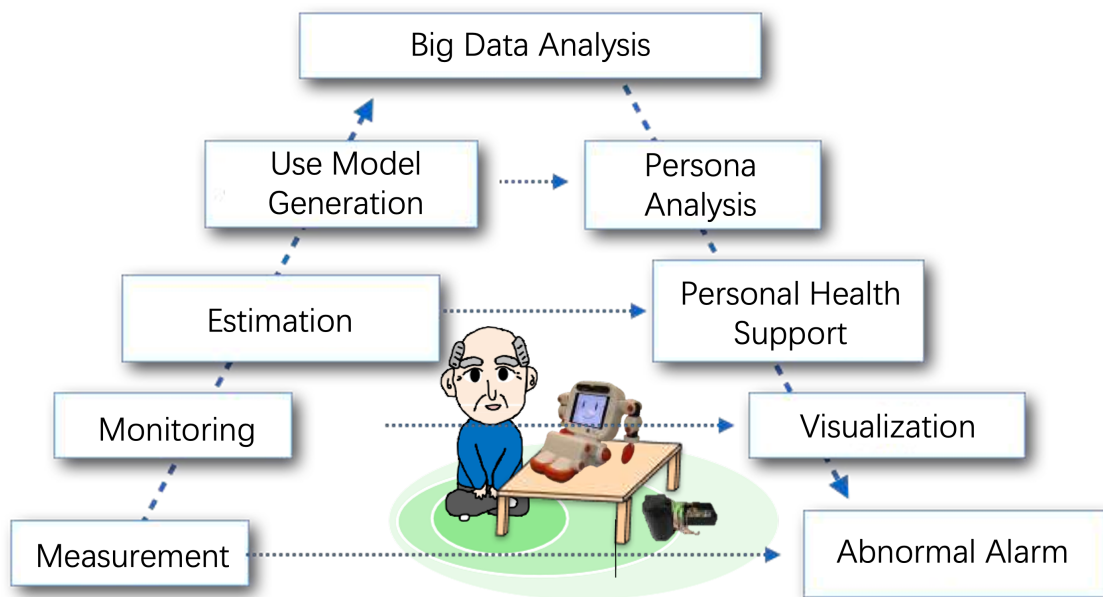 Big Data Analysis
Use Model
Generation
Persona
Analysis
Estimation
Personal Health
Support
Monitoring
Visualization
Measurement
Abnormal Alarm